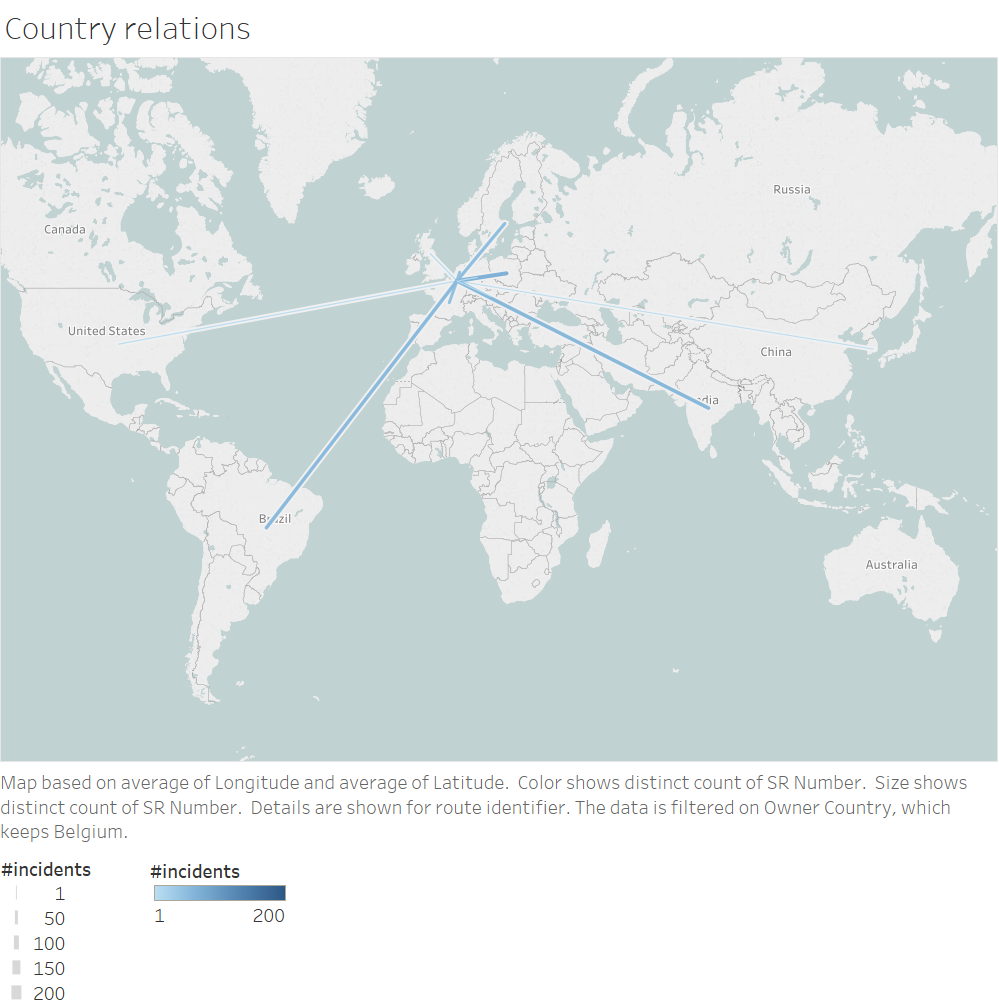 Country relations
Russia
Canada
United States
China
dia
B zil
Australia
Map based on average of Longitude and average of Latitude.  Color shows distinct count of SR Number.  Size shows
distinct count of SR Number.  Details are shown for route identifier. The data is filtered on Owner Country, which
keeps Belgium.
#incidents
1
50
100
150
200
#incidents
1 200